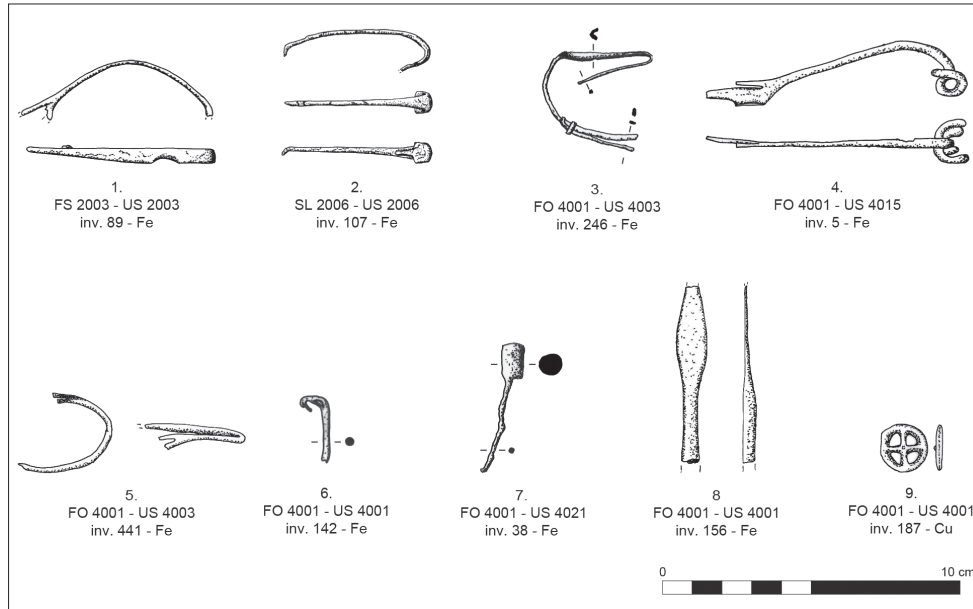 1.
FS 2003 - US 2003
inv. 89 - Fe
2.
SL 2006 - US 2006
inv. 107 - Fe
3.
FO 4001 - US 4003
inv. 246 - Fe
4.
FO 4001 - US 4015
inv. 5 - Fe
5.
FO 4001 - US 4003
inv. 441 - Fe
6.
FO 4001 - US 4001
inv. 142 - Fe
7.
FO 4001 - US 4021
inv. 38 - Fe
8
FO 4001 - US 4001
inv. 156 - Fe
9.
FO 4001 - US 4001
inv. 187 - Cu
0 10 cm